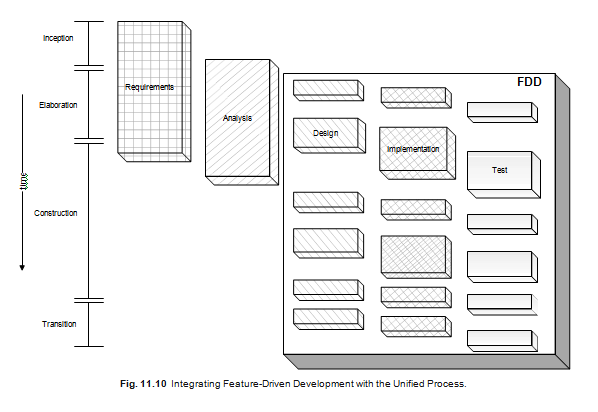 Inception
Elaboration
time
Construction
Transition
Requirements
Analysis
FDD
Design
Implementation
Test
Fig. 11.10 Integrating Feature-Driven Development with the Unified Process.